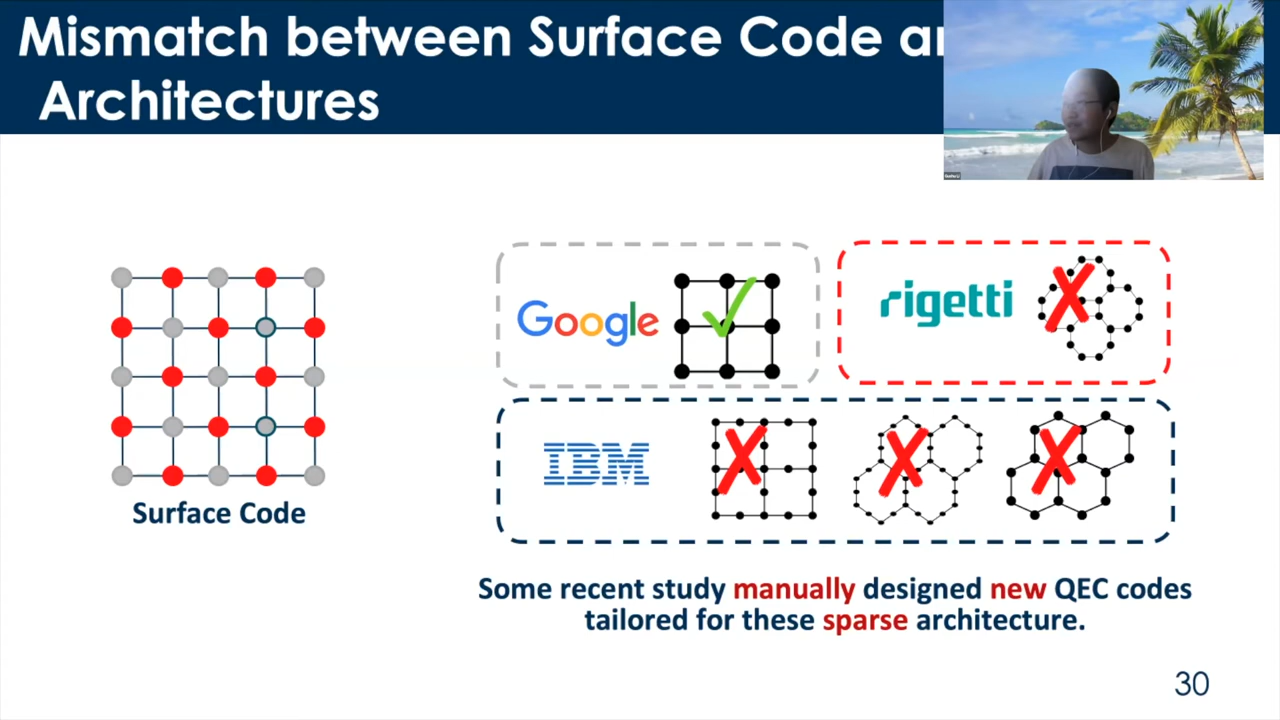 Mismatch between Surface Code
Architectures
Google
rigetti
IBM
Surface Code
Some recent study manually designed new QEC codes
tailored for these sparse architecture.
30